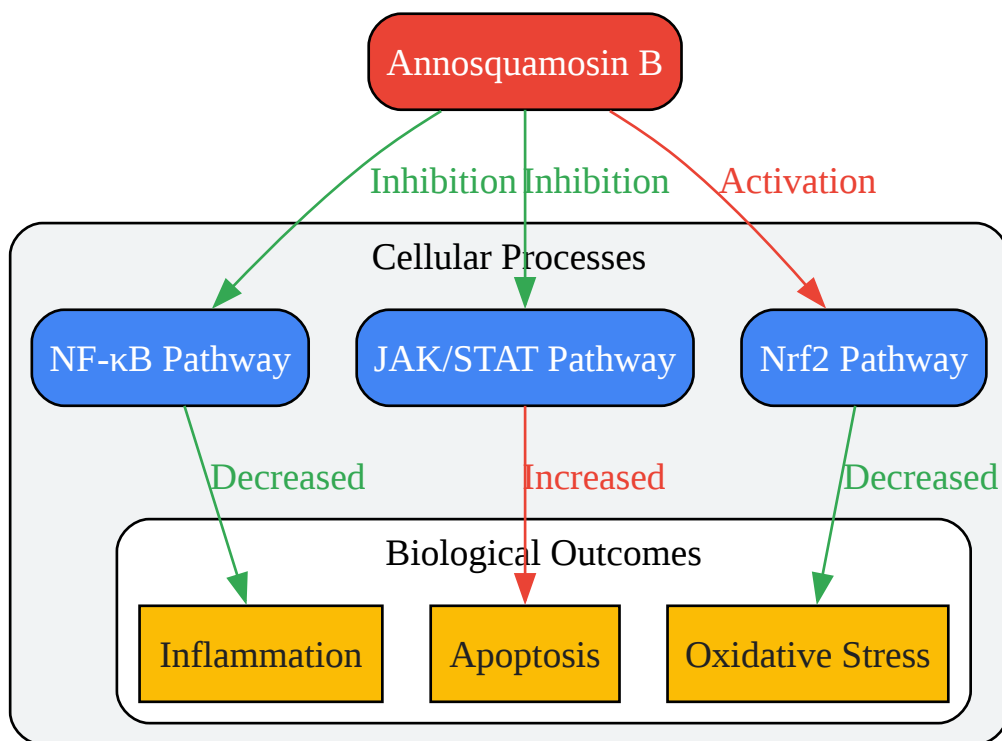 Annosquamosin B
Inhibition
Inhibition
Activation
Cellular Processes
NF-κB Pathway
JAK/STAT Pathway
Nrf2 Pathway
Decreased
Increased
Decreased
Biological Outcomes
Inflammation
Apoptosis
Oxidative Stress